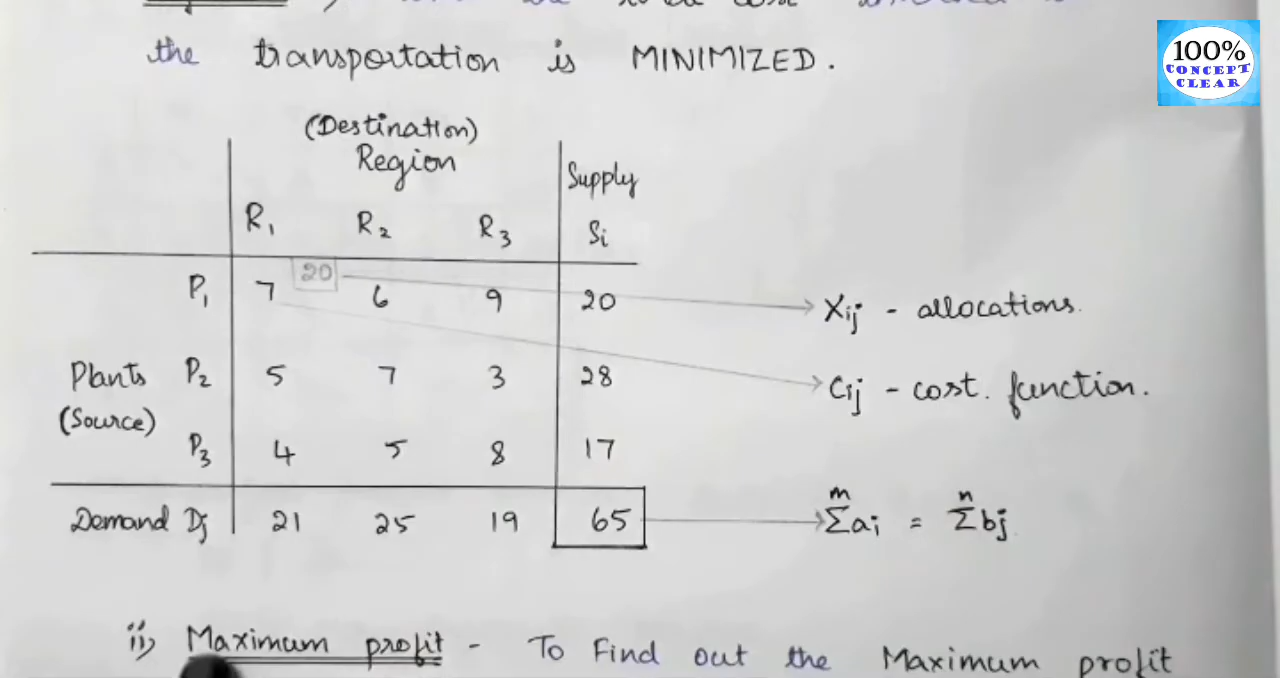 the transportation is MINIMIZED.
100%
CONCEPT
CLEAR
(Destination)
Region
Supply
R₁ R₂ R₃ Si
P₁ 7 20 6 9 20
Xij - allocations.
Plants P₂ 5 7 3 28
Cij - cost. function.
(Source)
P₃ 4 5 8 17
Demand Dj 21 25 19 65
m n
Σai = Σbj
ii) Maximum profit - To Find out the Maximum profit